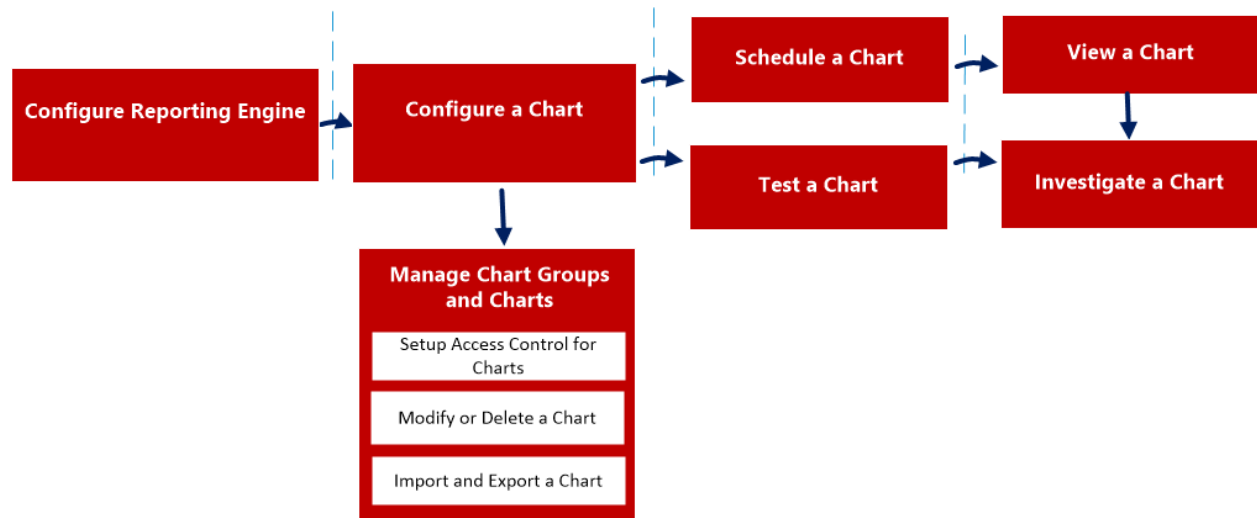 Configure Reporting Engine
Configure a Chart
Schedule a Chart
View a Chart
Test a Chart
Investigate a Chart
Manage Chart Groups
and Charts
Setup Access Control for
Charts
Modify or Delete a Chart
Import and Export a Chart